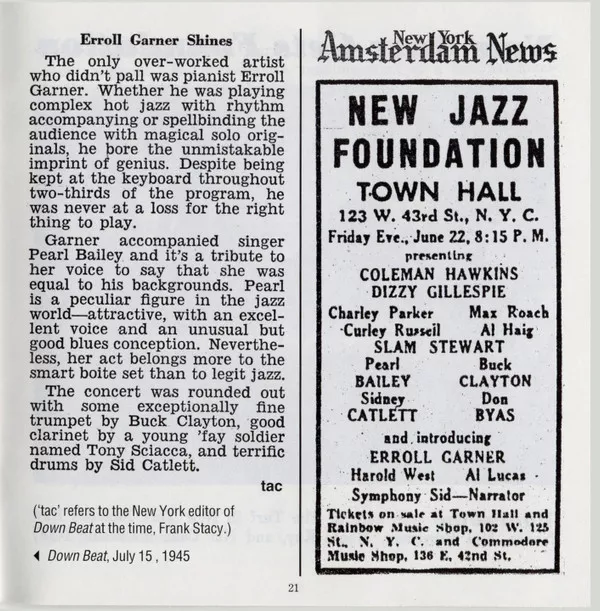 Erroll Garner Shines
The only over-worked artist
who didn't pall was pianist Erroll
Garner. Whether he was playing
complex hot jazz with rhythm
accompanying or spellbinding the
audience with magical solo orig-
inals, he bore the unmistakable
imprint of genius. Despite being
kept at the keyboard throughout
two-thirds of the program, he
was never at a loss for the right
thing to play.
Garner accompanied singer
Pearl Bailey and it's a tribute to
her voice to say that she was
equal to his backgrounds. Pearl
is a peculiar figure in the jazz
world—attractive, with an excel-
lent voice and an unusual but
good blues conception. Neverthe-
less, her act belongs more to the
smart boite set than to legit jazz.
The concert was rounded out
with some exceptionally fine
trumpet by Buck Clayton, good
clarinet by a young 'fay soldier
named Tony Sciacca, and terrific
drums by Sid Catlett.
tac
('tac' refers to the New York editor of
Down Beat at the time, Frank Stacy.)
◀ Down Beat, July 15, 1945
New York
Amsterdam News
NEW JAZZ
FOUNDATION
TOWN HALL
123 W. 43rd St., N. Y. C.
Friday Eve., June 22, 8:15 P. M.
presenting
COLEMAN HAWKINS
DIZZY GILLESPIE
Charley Parker Max Roach
Curley Russell Al Haig
SLAM STEWART
Pearl Buck
BAILEY CLAYTON
Sidney Don
CATLETT BYAS
and introducing
ERROLL GARNER
Harold West Al Lucas
Symphony Sid—Narrator
Tickets on sale at Town Hall and
Rainbow Music Shop, 102 W. 125
St., N. Y. C. and Commodore
Music Shop, 136 E. 42nd St.
21